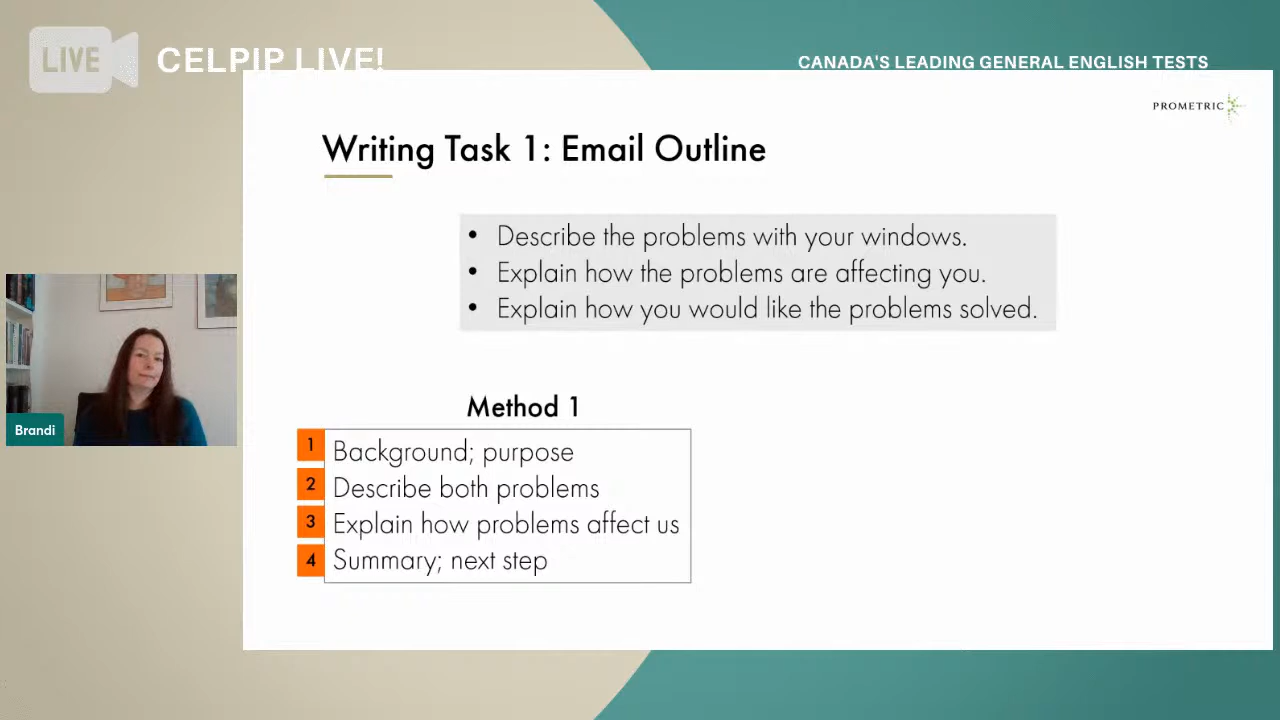 LIVE
CELPIP LIVE!
CANADA'S LEADING GENERAL ENGLISH TESTS
PROMETRIC
Writing Task 1: Email Outline
• Describe the problems with your windows.
• Explain how the problems are affecting you.
• Explain how you would like the problems solved.
Method 1
1 Background; purpose
2 Describe both problems
3 Explain how problems affect us
4 Summary; next step
Brandi